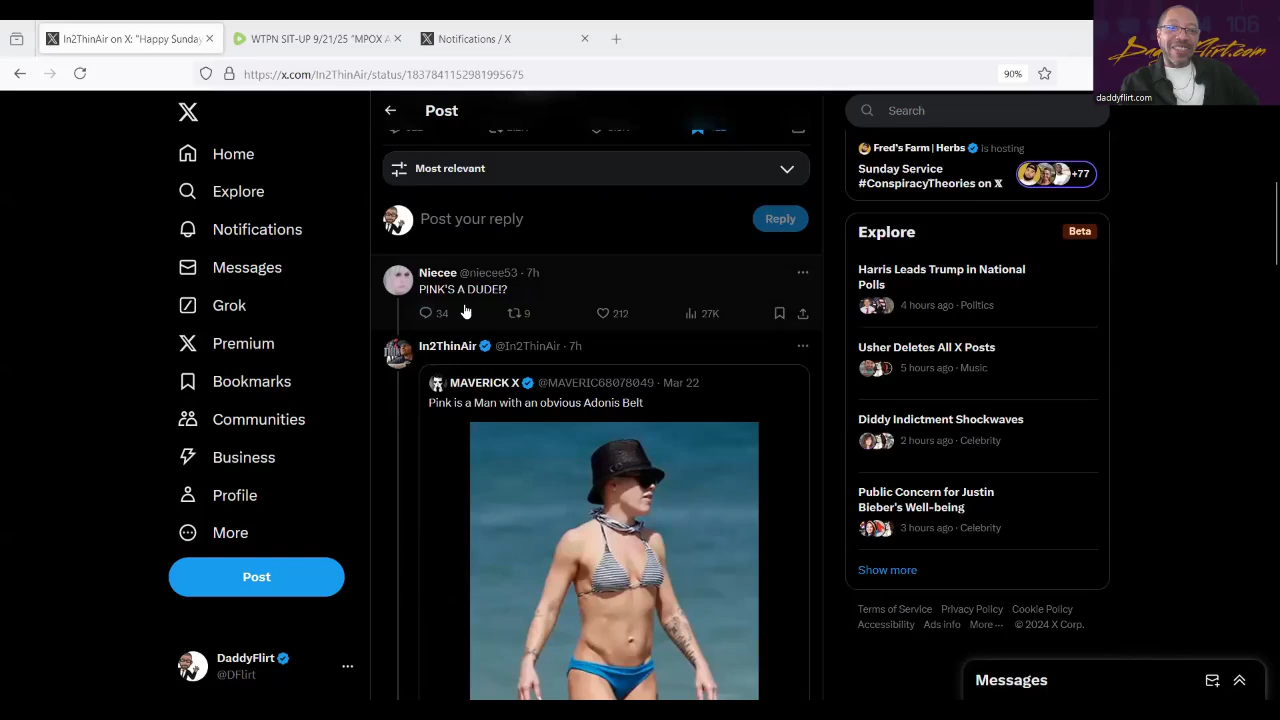 In2ThinAir on X: "Happy Sunday
WTPN SIT-UP 9/21/25 "MPOX
Notifications / X
https://x.com/In2ThinAir/status/1837841152981995675
90%
DaddyFlirt.com
daddyflirt.com
Home
Explore
Notifications
Messages
Grok
Premium
Bookmarks
Communities
Business
Profile
More
Post
DaddyFlirt
@DFlirt
Post
Most relevant
Post your reply
Reply
Niecee @niecee53 · 7h
PINK'S A DUDE!?
34 9 212 27K
In2ThinAir @In2ThinAir · 7h
MAVERICK X @MAVERIC68078049 · Mar 22
Pink is a Man with an obvious Adonis Belt
Search
Fred's Farm | Herbs is hosting
Sunday Service
#ConspiracyTheories on X
+77
Explore
Beta
Harris Leads Trump in National
Polls
4 hours ago · Politics
Usher Deletes All X Posts
5 hours ago · Music
Diddy Indictment Shockwaves
2 hours ago · Celebrity
Public Concern for Justin
Bieber's Well-being
3 hours ago · Celebrity
Show more
Terms of Service Privacy Policy Cookie Policy
Accessibility Ads info More ··· © 2024 X Corp.
Messages